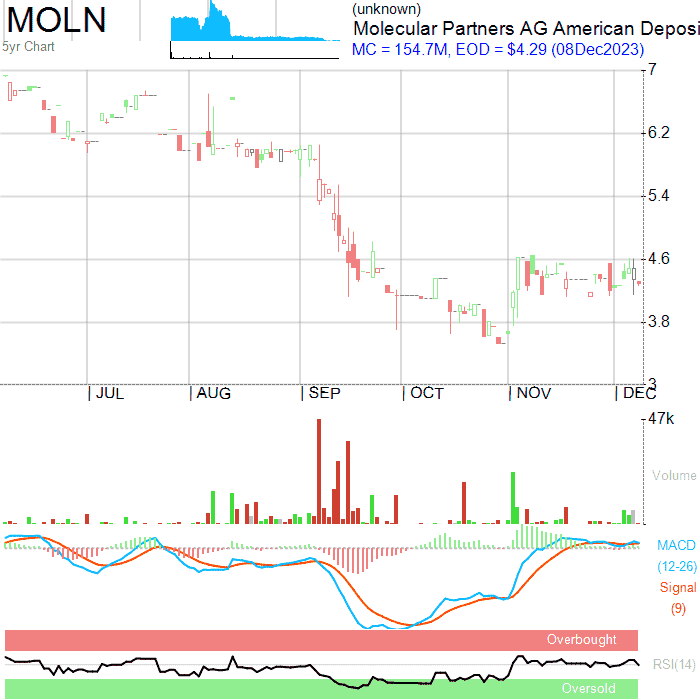 MOLN
5yr Chart
(unknown)
Molecular Partners AG American Deposi
MC = 154.7M, EOD = $4.29 (08Dec2023)
7
6.2
5.4
4.6
3.8
3
JUL
AUG
SEP
OCT
NOV
DEC
47k
Volume
MACD
(12-26)
Signal
(9)
Overbought
RSI(14)
Oversold